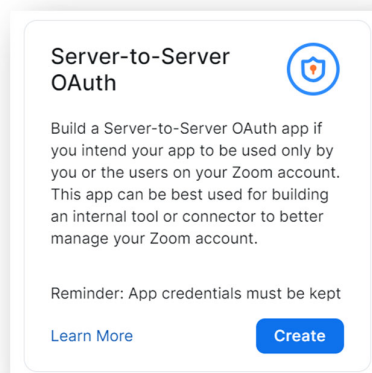 Server-to-Server
OAuth
Build a Server-to-Server OAuth app if
you intend your app to be used only by
you or the users on your Zoom account.
This app can be best used for building
an internal tool or connector to better
manage your Zoom account.
Reminder: App credentials must be kept
Learn More
Create